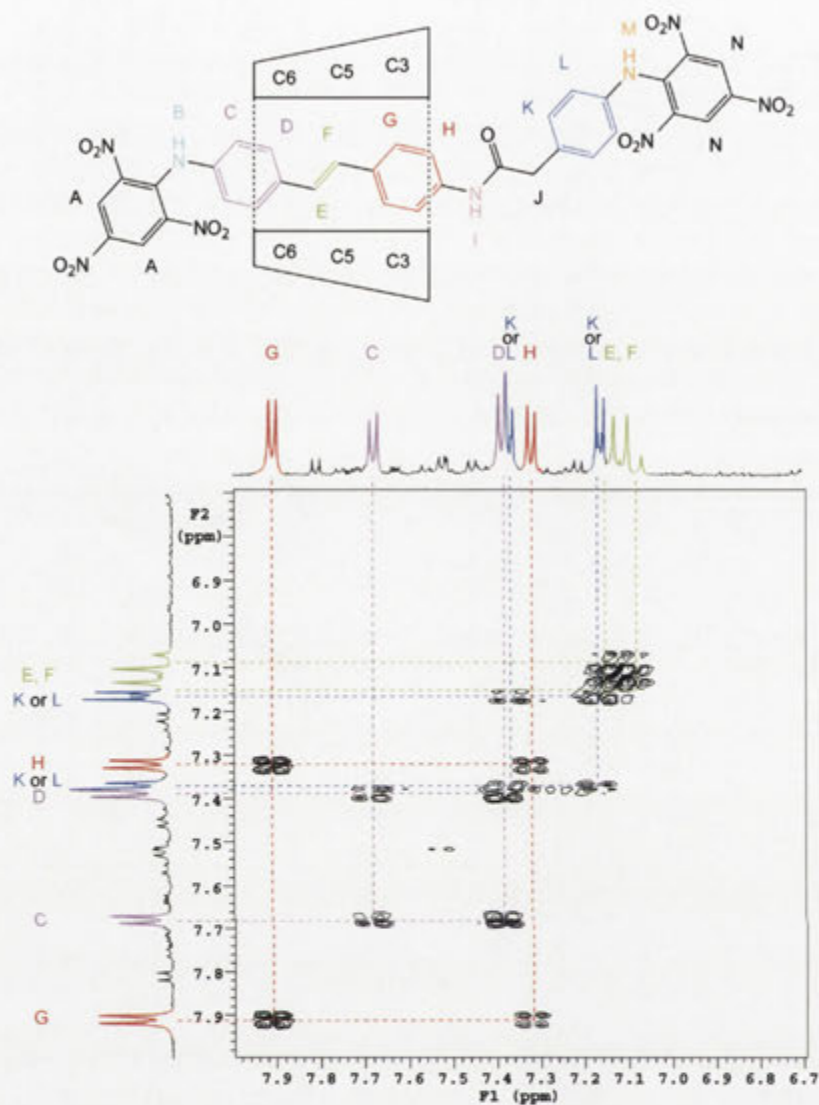 M
O₂N
N
L
C6 C5 C3
B C D F G H K
H
N
NO₂
O
O₂N
H
N
O₂N
N
A
E
N
H
J
NO₂
I
C6 C5 C3
O₂N
A
K K
or or
G C D L H L E, F
F2
(ppm)
6.9
7.0
E, F 7.1
K or L 7.2
H 7.3
K or L
D 7.4
7.5
7.6
C 7.7
7.8
G 7.9
7.9 7.8 7.7 7.6 7.5 7.4 7.3 7.2 7.1 7.0 6.9 6.8 6.7
F1 (ppm)